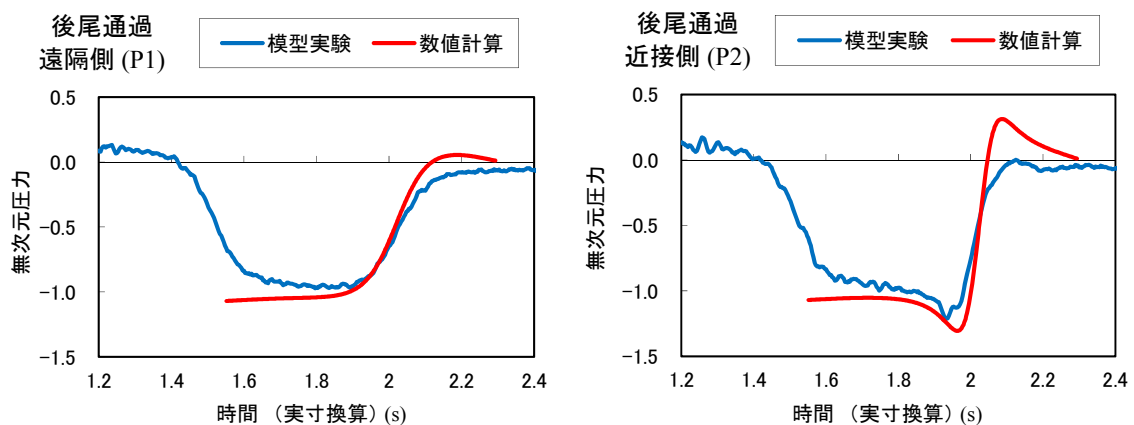 後尾通過
遠隔側 (P1)
模型実験 数値計算
0.5
0.0
−0.5
−1.0
−1.5
無次元圧力
1.2 1.4 1.6 1.8 2 2.2 2.4
時間 (実寸換算) (s)
後尾通過
近接側 (P2)
模型実験 数値計算
0.5
0.0
−0.5
−1.0
−1.5
無次元圧力
1.2 1.4 1.6 1.8 2 2.2 2.4
時間 (実寸換算) (s)